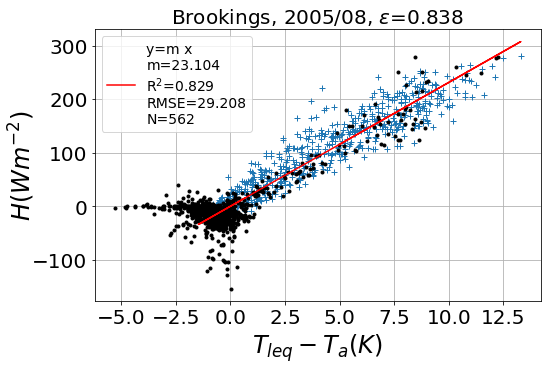 Brookings, 2005/08, ε=0.838
y=m x
m=23.104
R²=0.829
RMSE=29.208
N=562
H(Wm⁻²)
300
200
100
0
−100
−5.0 −2.5 0.0 2.5 5.0 7.5 10.0 12.5
T_leq − T_a(K)